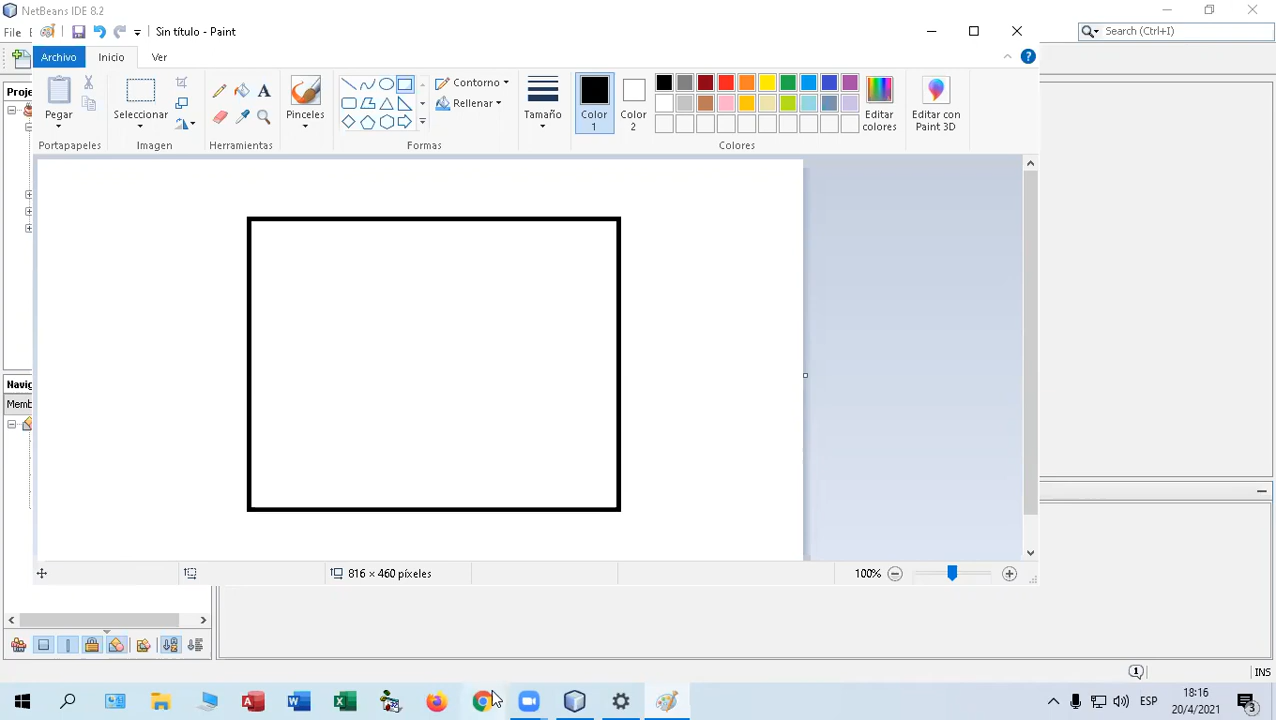 NetBeans IDE 8.2
File
Search (Ctrl+I)
Sin título - Paint
Archivo
Inicio
Ver
Pegar
Seleccionar
Pinceles
Contorno
Rellenar
Tamaño
Color
1
Color
2
Editar
colores
Editar con
Paint 3D
Portapapeles
Imagen
Herramientas
Formas
Colores
Proje
Navig
Memb
816 × 460 píxeles
100%
1
INS
ESP
18:16
20/4/2021
3